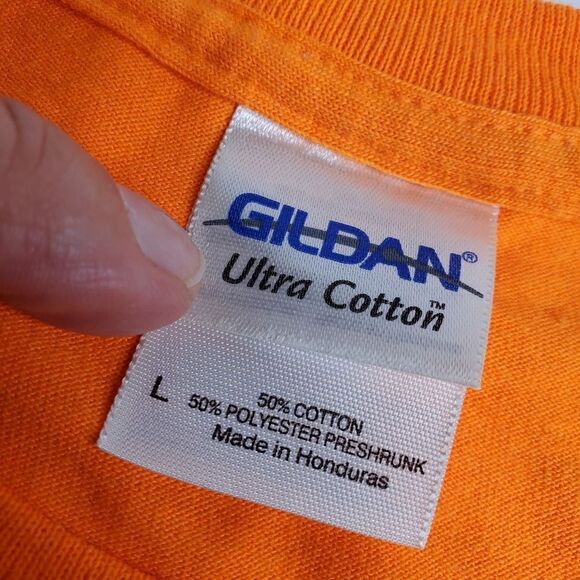 GILDAN®
Ultra Cotton™
L
50% COTTON
50% POLYESTER PRESHRUNK
Made in Honduras